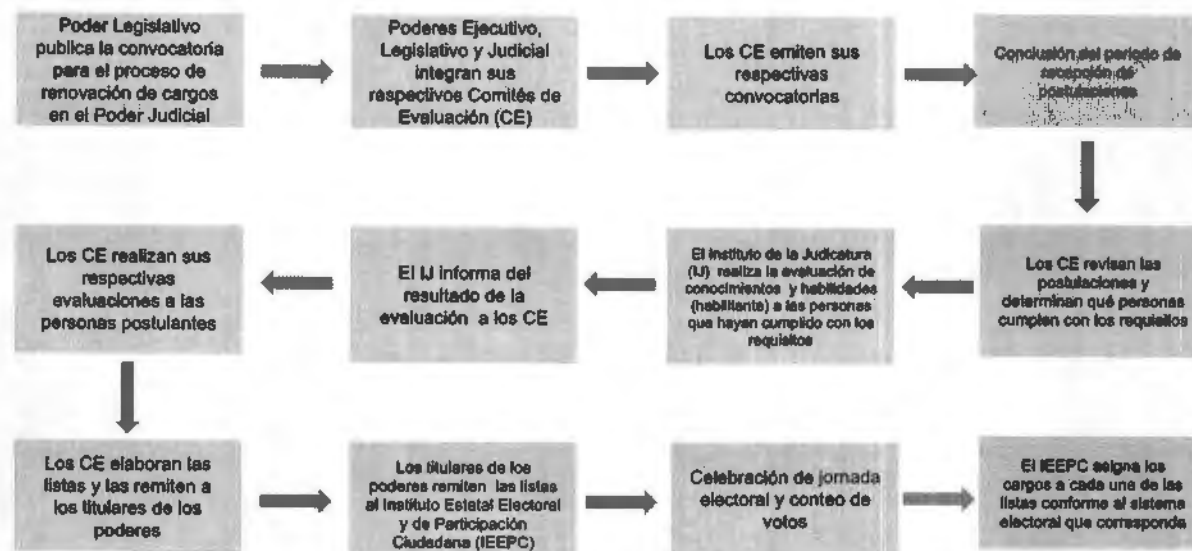 Poder Legislativo
publica la convocatoria
para el proceso de
renovación de cargos
en el Poder Judicial
Poderes Ejecutivo,
Legislativo y Judicial
integran sus
respectivos Comités de
Evaluación (CE)
Los CE emiten sus
respectivas
convocatorias
Conclusión del periodo de
recepción de
postulaciones
Los CE revisan las
postulaciones y
determinan qué personas
cumplen con los requisitos
El Instituto de la Judicatura
(IJ) realiza la evaluación de
conocimientos y habilidades
(habilitante) a las personas
que hayan cumplido con los
requisitos
El IJ informa del
resultado de la
evaluación a los CE
Los CE realizan sus
respectivas
evaluaciones a las
personas postulantes
Los CE elaboran las
listas y las remiten a
los titulares de los
poderes
Los titulares de los
poderes remiten las listas
al Instituto Estatal Electoral
y de Participación
Ciudadana (IEEPC)
Celebración de jornada
electoral y conteo de
votos
El IEEPC asigna los
cargos a cada una de las
listas conforme al sistema
electoral que corresponda